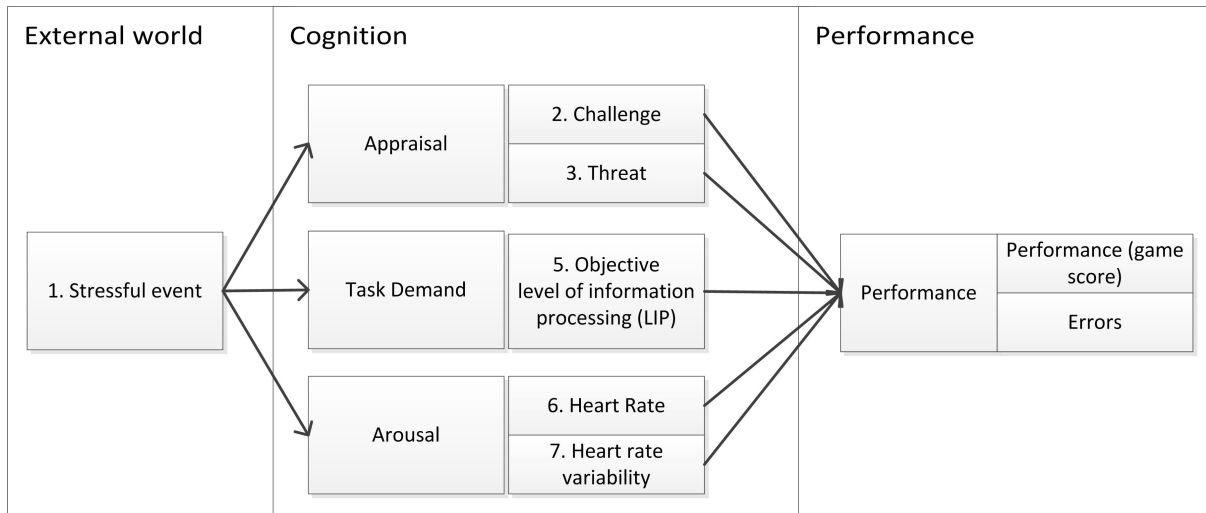 External world
Cognition
Performance
1. Stressful event
Appraisal
2. Challenge
3. Threat
Task Demand
5. Objective
level of information
processing (LIP)
Arousal
6. Heart Rate
7. Heart rate
variability
Performance
Performance (game
score)
Errors